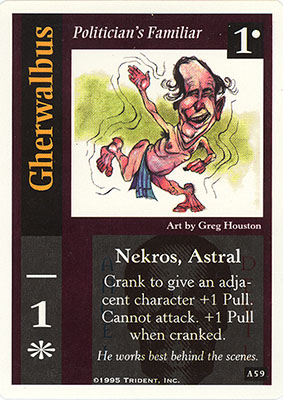 Politician's Familiar
1•
Gherwalbus
Art by Greg Houston
Nekros, Astral
Crank to give an adja-
cent character +1 Pull.
Cannot attack. +1 Pull
when cranked.
He works best behind the scenes.
—
1
*
©1995 TRIDENT, INC.
A59